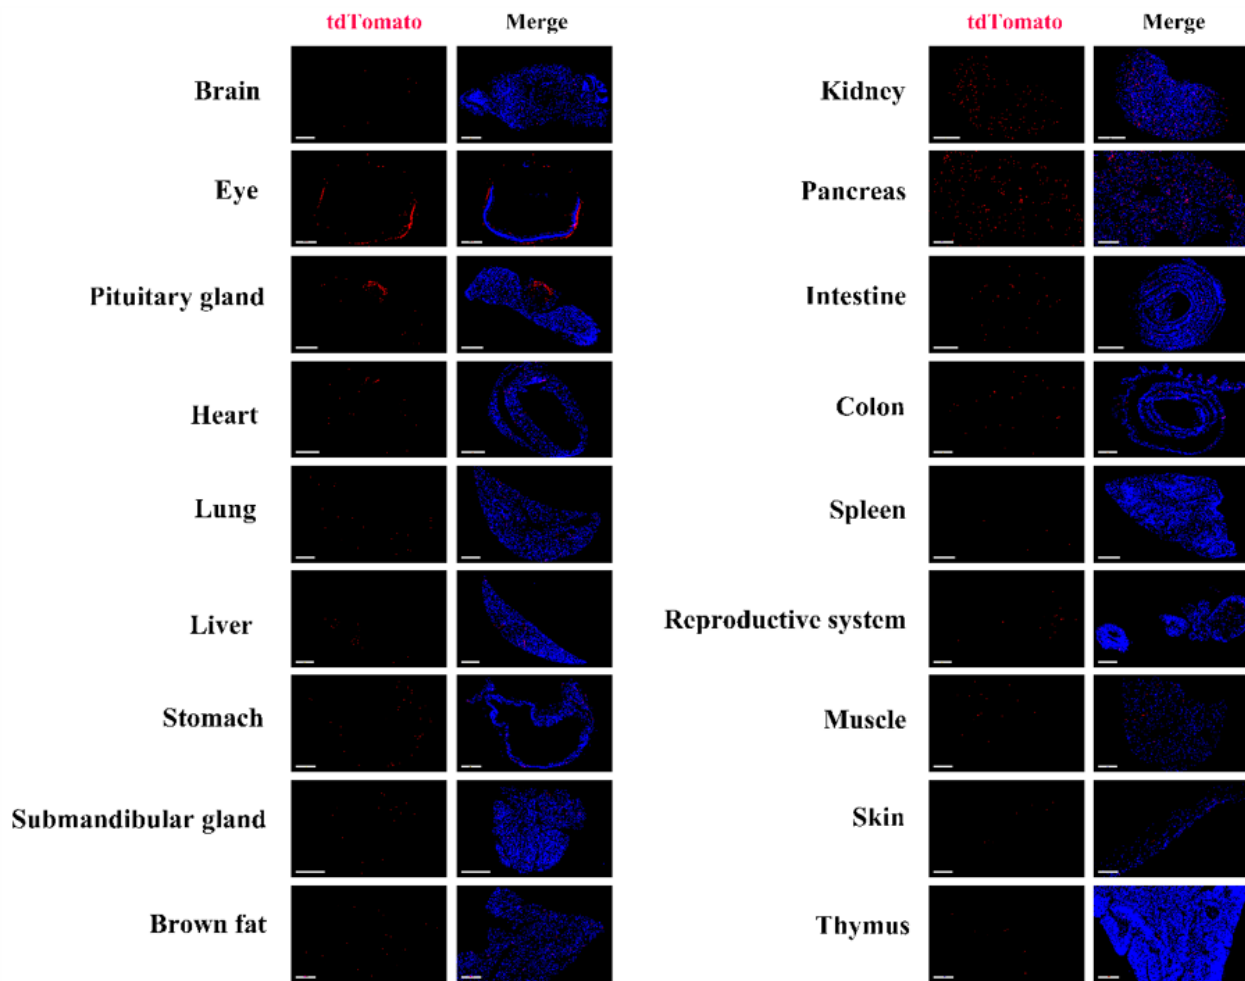 tdTomato Merge tdTomato Merge
Brain Kidney
Eye Pancreas
Pituitary gland Intestine
Heart Colon
Lung Spleen
Liver Reproductive system
Stomach Muscle
Submandibular gland Skin
Brown fat Thymus